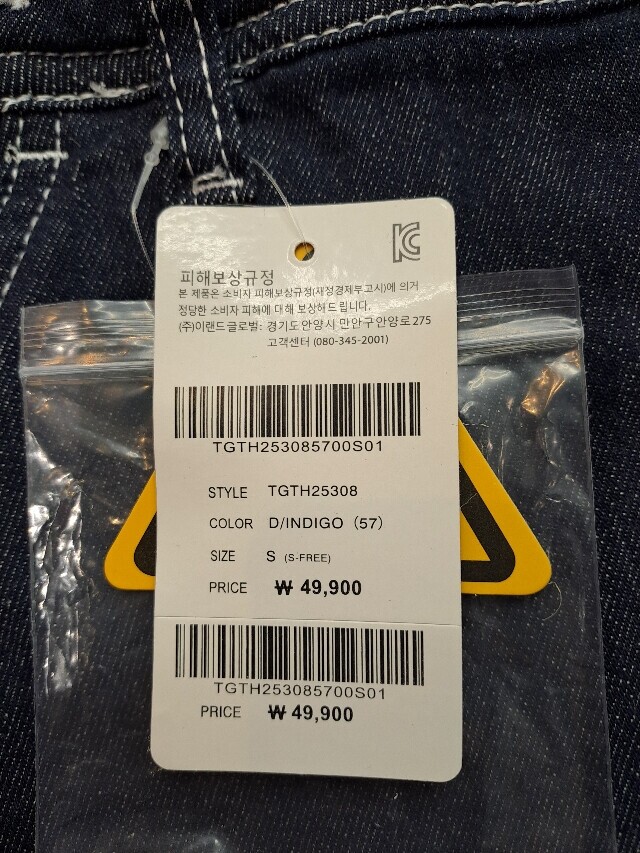 피해보상규정
본 제품은 소비자 피해보상규정(재정경제부고시)에 의거
정당한 소비자 피해에 대해 보상해드립니다.
(주)이랜드글로벌: 경기도안양시 만안구안양로275
고객센터 (080-345-2001)
TGTH253085700S01
STYLE TGTH25308
COLOR D/INDIGO (57)
SIZE S (S-FREE)
PRICE ₩ 49,900
TGTH253085700S01
PRICE ₩ 49,900